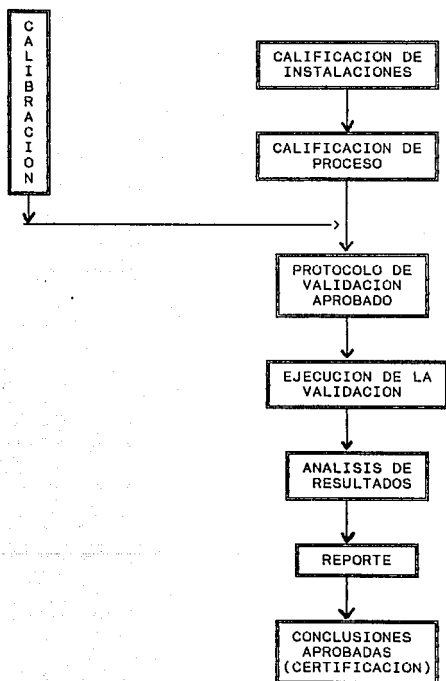 CALIBRACION
CALIFICACION DE
INSTALACIONES
CALIFICACION DE
PROCESO
PROTOCOLO DE
VALIDACION
APROBADO
EJECUCION DE LA
VALIDACION
ANALISIS DE
RESULTADOS
REPORTE
CONCLUSIONES
APROBADAS
(CERTIFICACION)